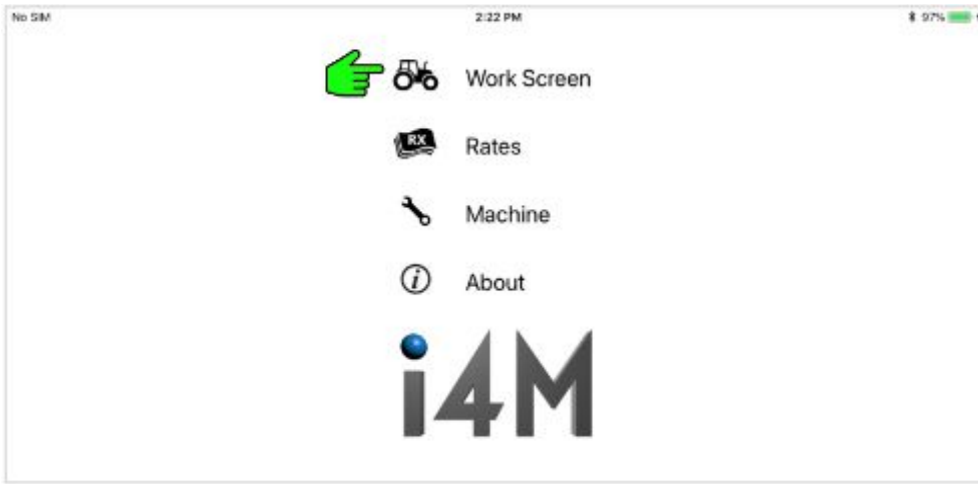 No SIM 2:22 PM 97%
Work Screen
RX Rates
Machine
i About
i4M